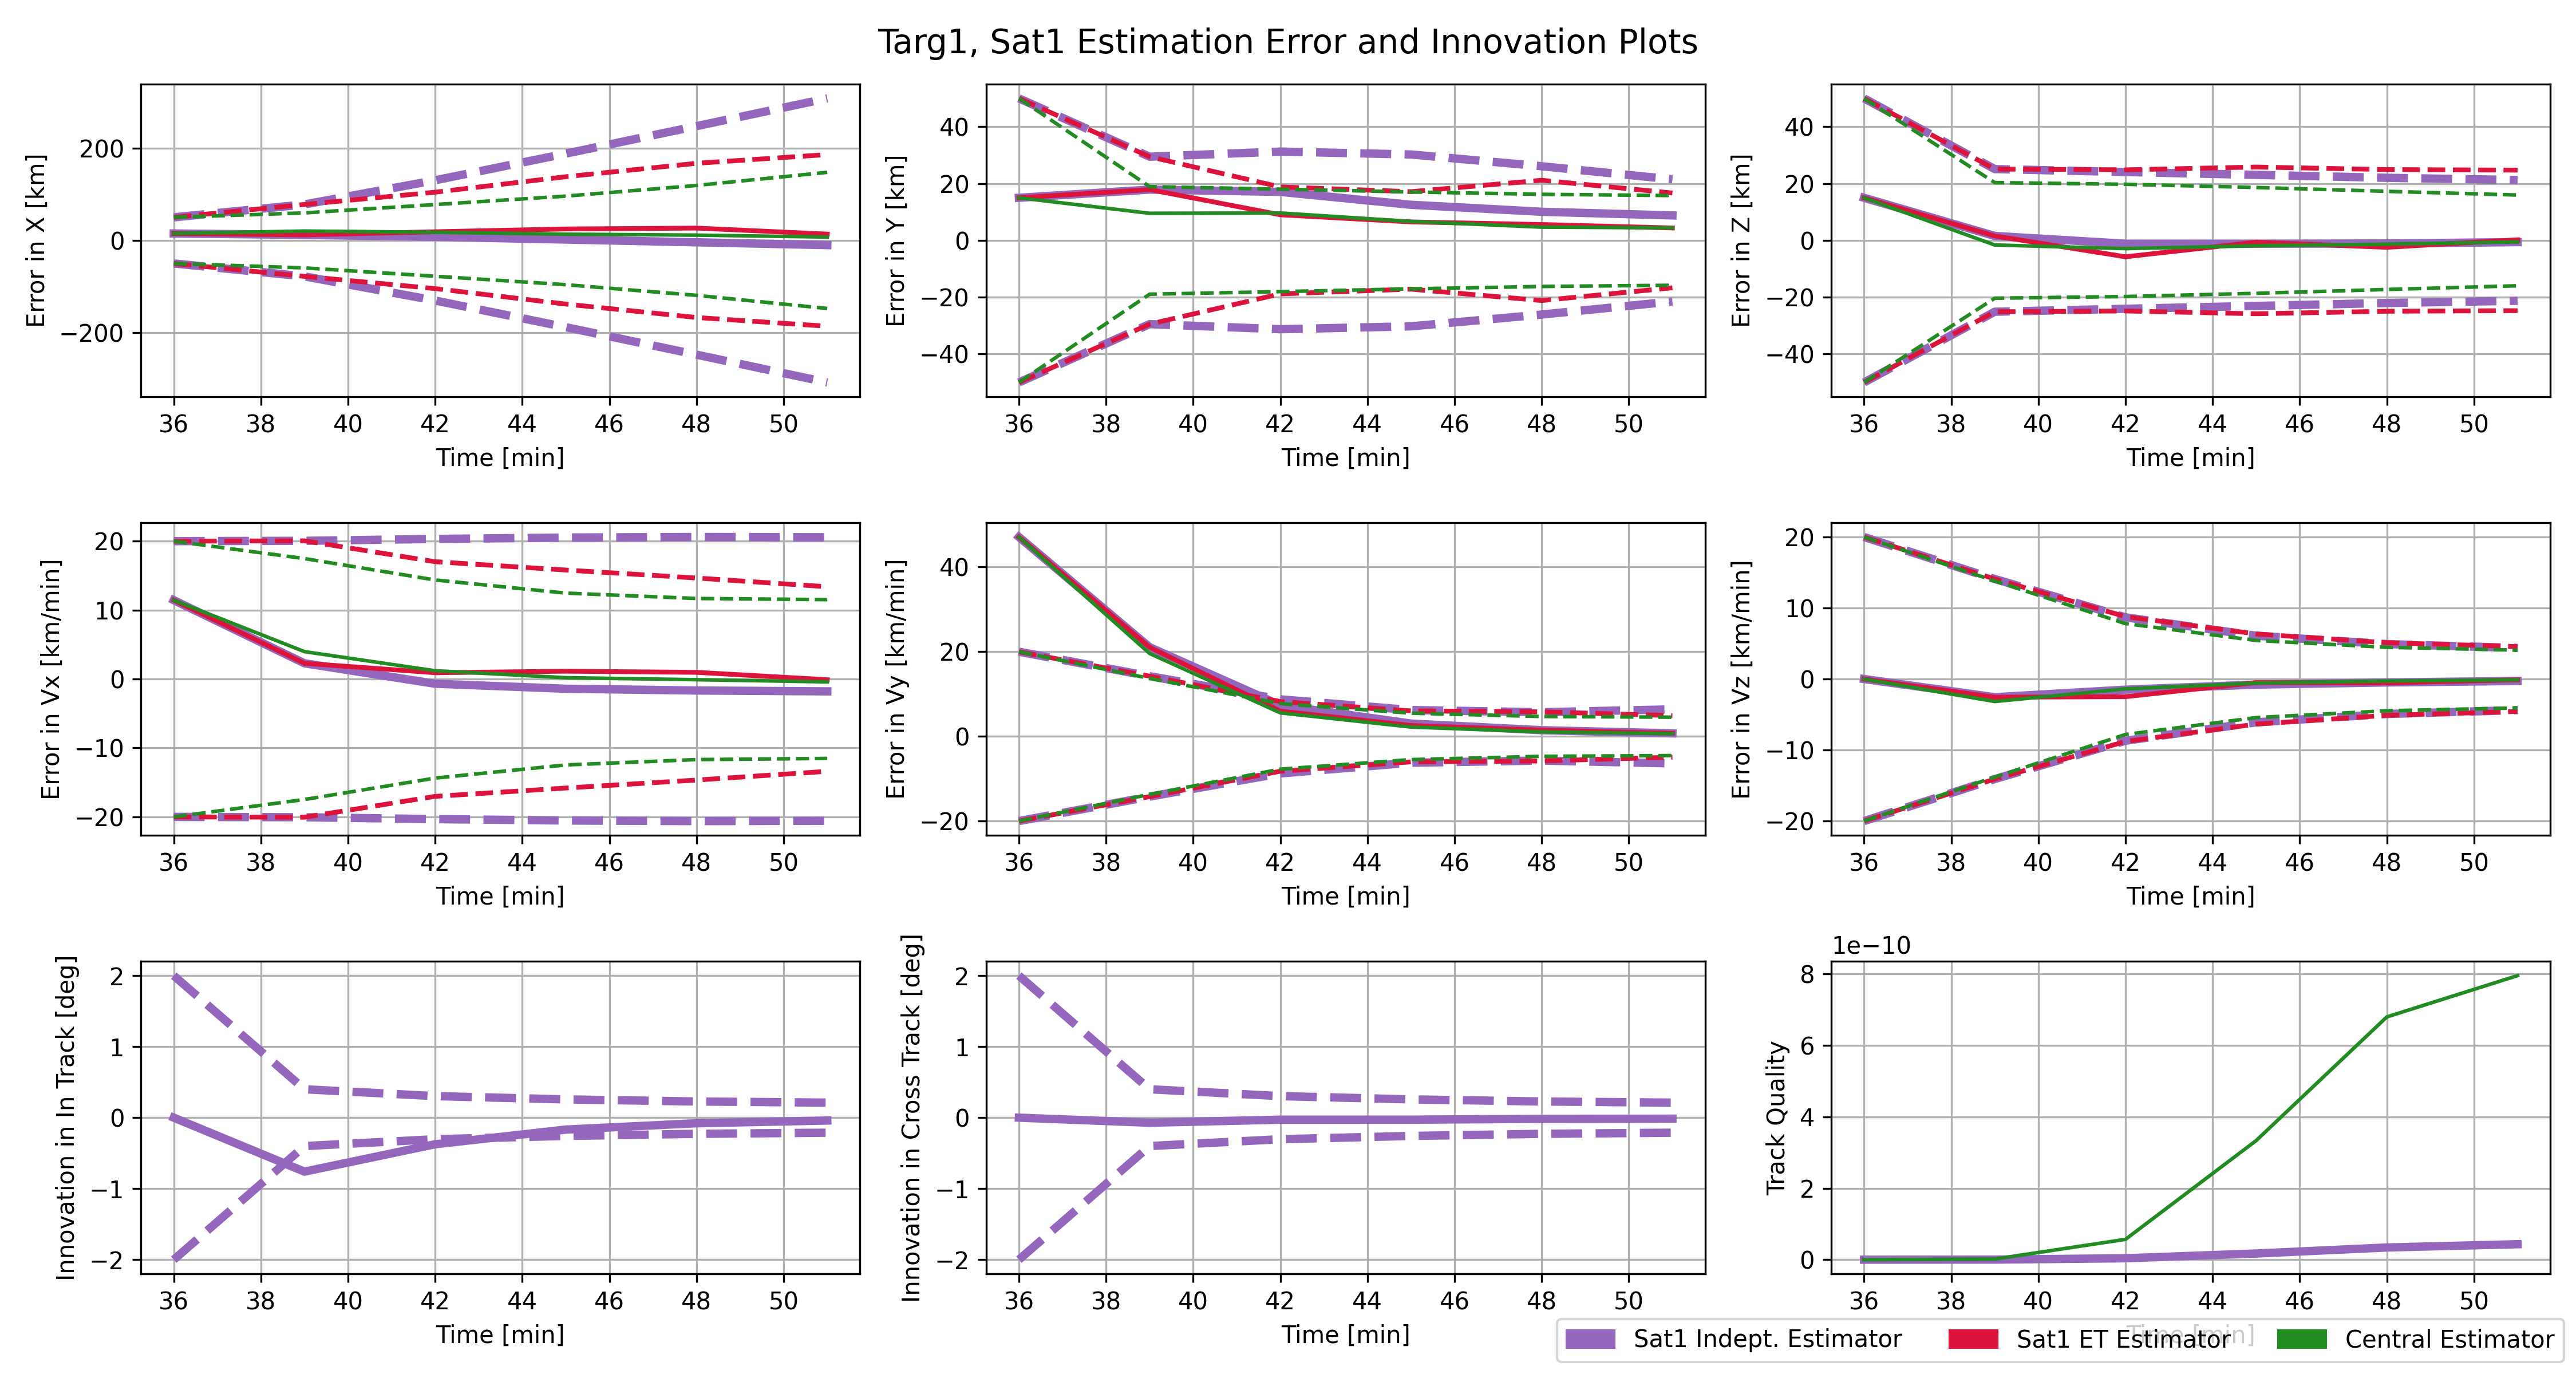 Targ1, Sat1 Estimation Error and Innovation Plots
Error in X [km]
200
0
−200
36 38 40 42 44 46 48 50
Time [min]
Error in Y [km]
40
20
0
−20
−40
36 38 40 42 44 46 48 50
Time [min]
Error in Z [km]
40
20
0
−20
−40
36 38 40 42 44 46 48 50
Time [min]
Error in Vx [km/min]
20
10
0
−10
−20
36 38 40 42 44 46 48 50
Time [min]
Error in Vy [km/min]
40
20
0
−20
36 38 40 42 44 46 48 50
Time [min]
Error in Vz [km/min]
20
10
0
−10
−20
36 38 40 42 44 46 48 50
Time [min]
Innovation in In Track [deg]
2
1
0
−1
−2
36 38 40 42 44 46 48 50
Time [min]
Innovation in Cross Track [deg]
2
1
0
−1
−2
36 38 40 42 44 46 48 50
Time [min]
1e−10
Track Quality
8
6
4
2
0
36 38 40 42 44 46 48 50
Time [min]
Sat1 Indept. Estimator
Sat1 ET Estimator
Central Estimator